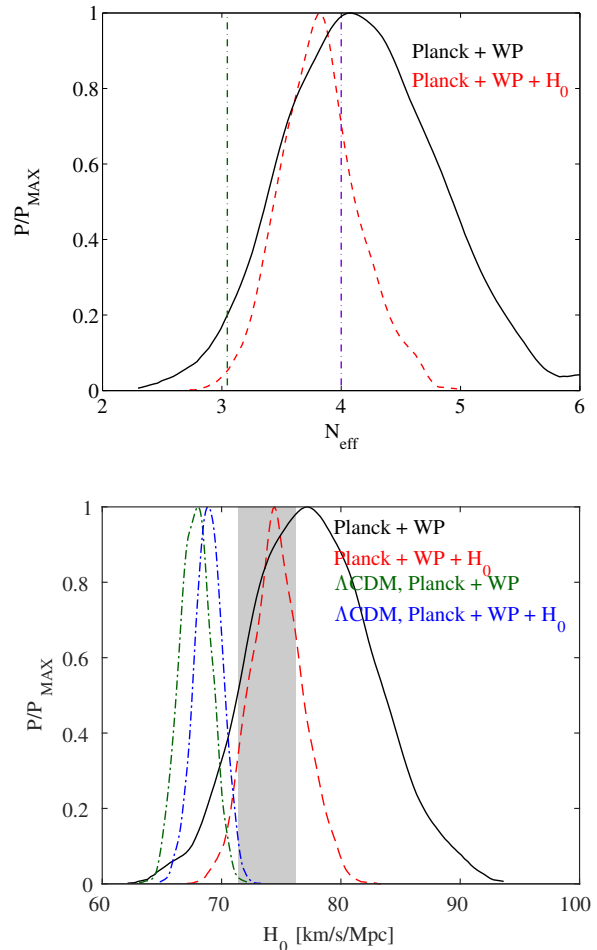 1
0.8
0.6
0.4
0.2
0
P/P_MAX
2 3 4 5 6
N_eff
Planck + WP
Planck + WP + H_0
1
0.8
0.6
0.4
0.2
0
P/P_MAX
60 70 80 90 100
H_0 [km/s/Mpc]
Planck + WP
Planck + WP + H_0
ΛCDM, Planck + WP
ΛCDM, Planck + WP + H_0